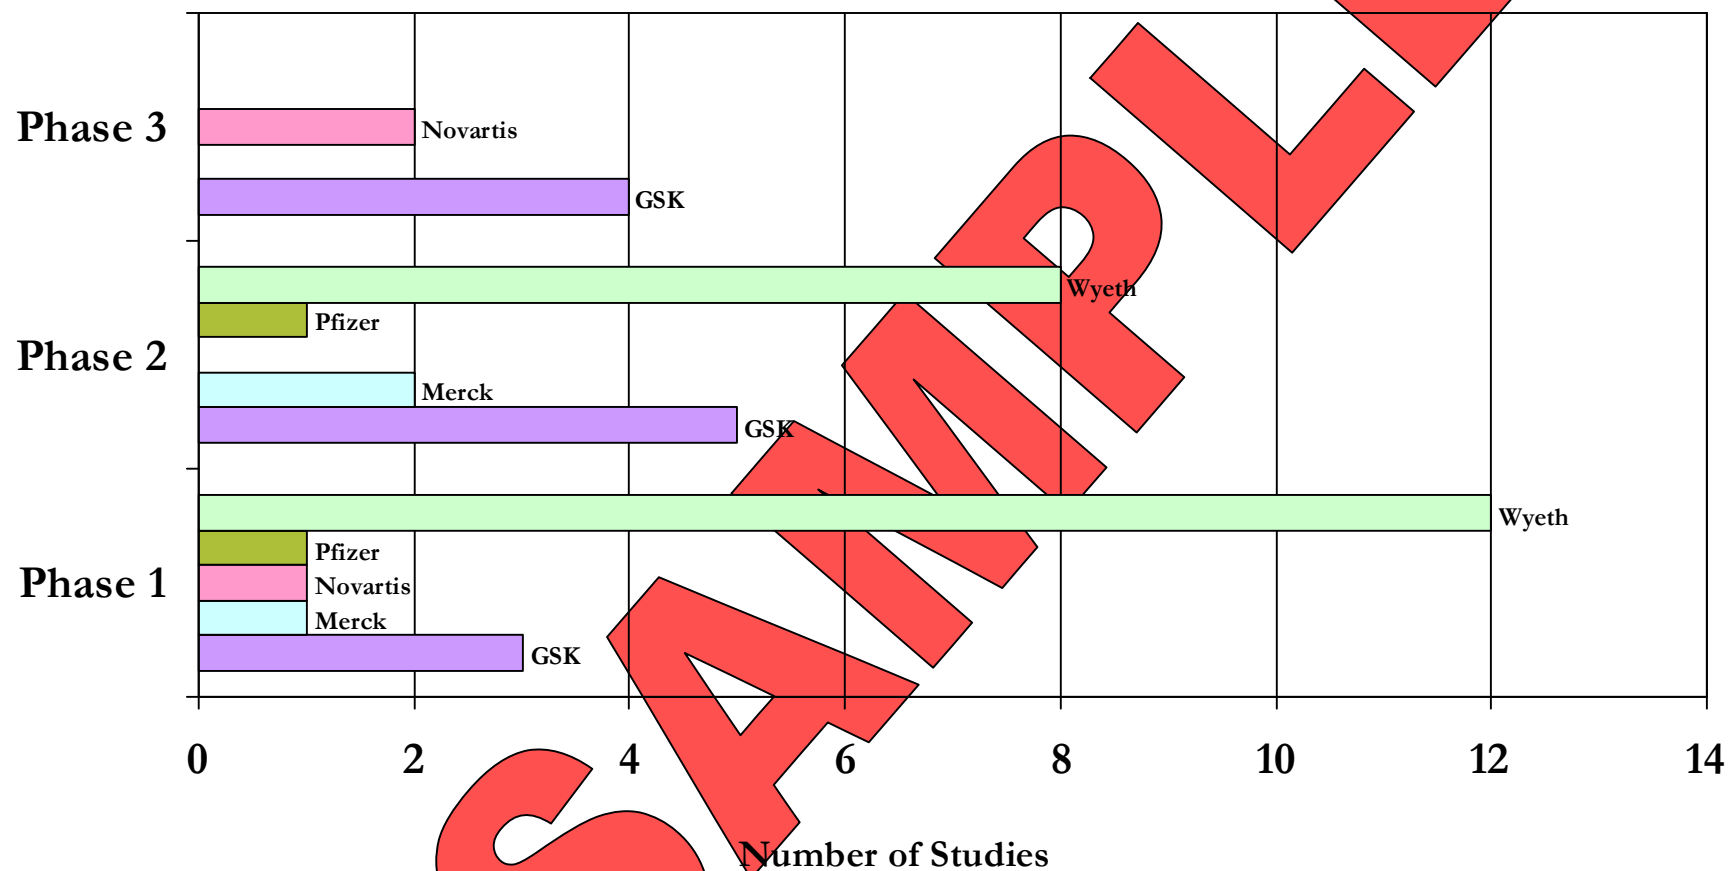 Phase 3
Novartis
GSK
Wyeth
Pfizer
Phase 2
Merck
GSK
Wyeth
Pfizer
Phase 1
Novartis
Merck
GSK
0 2 4 6 8 10 12 14
Number of Studies
SAMPL